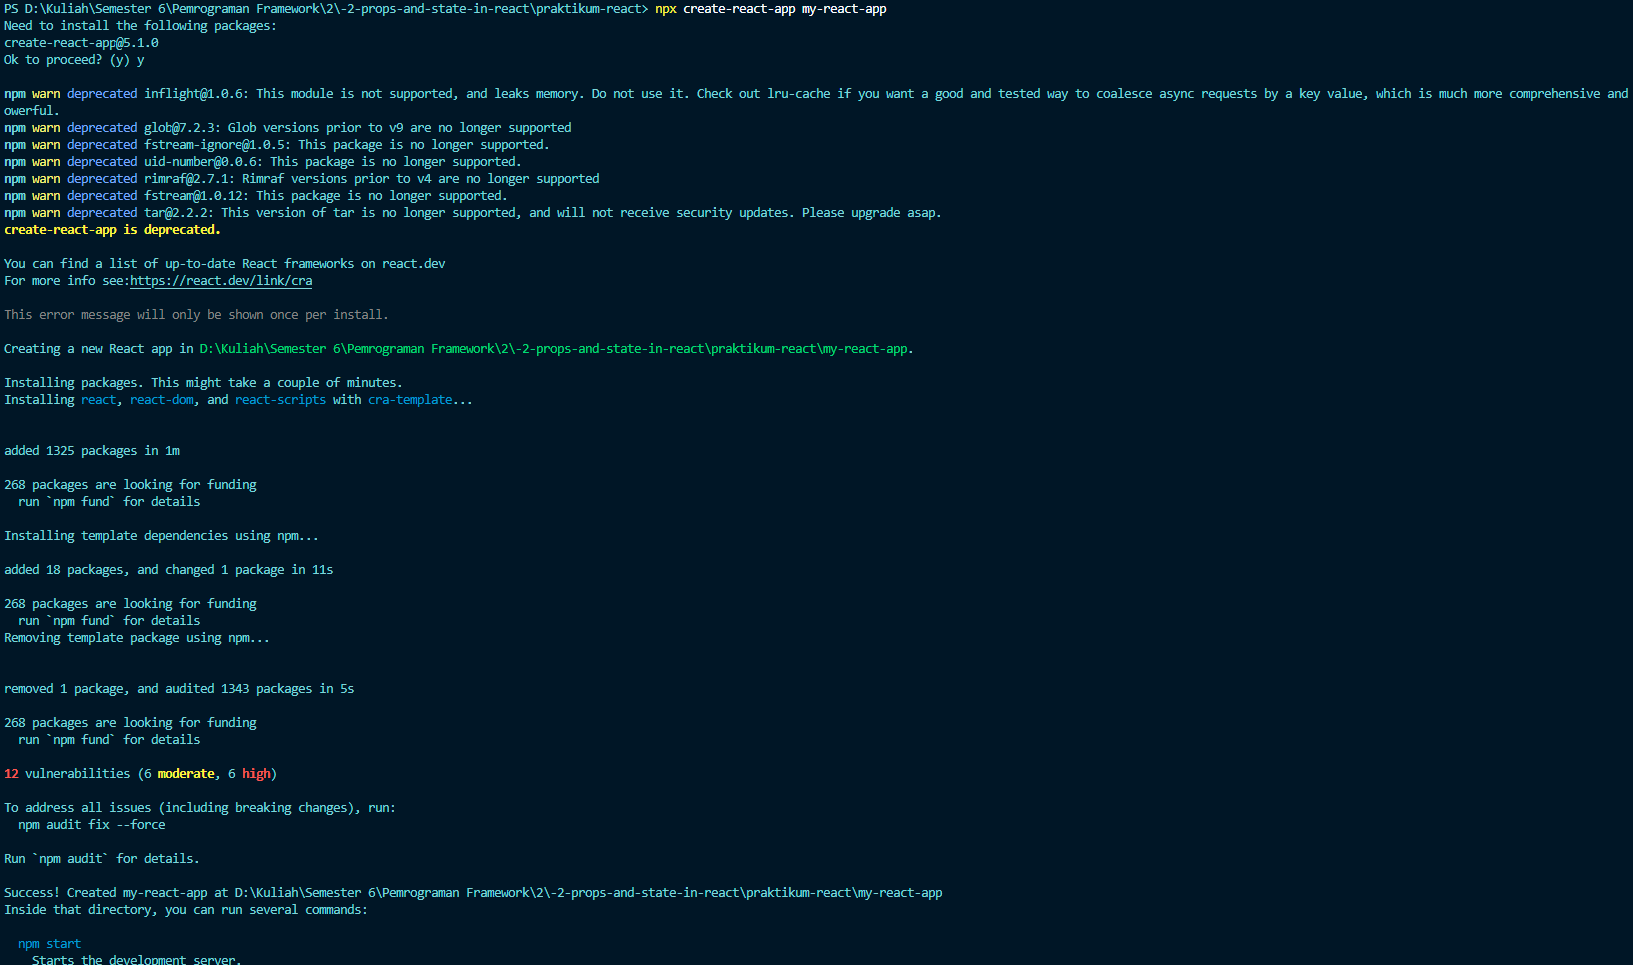 PS D:\Kuliah\Semester 6\Pemrograman Framework\2\-2-props-and-state-in-react\praktikum-react> npx create-react-app my-react-app
Need to install the following packages:
create-react-app@5.1.0
Ok to proceed? (y) y
npm warn deprecated inflight@1.0.6: This module is not supported, and leaks memory. Do not use it. Check out lru-cache if you want a good and tested way to coalesce async requests by a key value, which is much more comprehensive and
owerful.
npm warn deprecated glob@7.2.3: Glob versions prior to v9 are no longer supported
npm warn deprecated fstream-ignore@1.0.5: This package is no longer supported.
npm warn deprecated uid-number@0.0.6: This package is no longer supported.
npm warn deprecated rimraf@2.7.1: Rimraf versions prior to v4 are no longer supported
npm warn deprecated fstream@1.0.12: This package is no longer supported.
npm warn deprecated tar@2.2.2: This version of tar is no longer supported, and will not receive security updates. Please upgrade asap.
create-react-app is deprecated.
You can find a list of up-to-date React frameworks on react.dev
For more info see:https://react.dev/link/cra
This error message will only be shown once per install.
Creating a new React app in D:\Kuliah\Semester 6\Pemrograman Framework\2\-2-props-and-state-in-react\praktikum-react\my-react-app.
Installing packages. This might take a couple of minutes.
Installing react, react-dom, and react-scripts with cra-template...
added 1325 packages in 1m
268 packages are looking for funding
run `npm fund` for details
Installing template dependencies using npm...
added 18 packages, and changed 1 package in 11s
268 packages are looking for funding
run `npm fund` for details
Removing template package using npm...
removed 1 package, and audited 1343 packages in 5s
268 packages are looking for funding
run `npm fund` for details
12 vulnerabilities (6 moderate, 6 high)
To address all issues (including breaking changes), run:
npm audit fix --force
Run `npm audit` for details.
Success! Created my-react-app at D:\Kuliah\Semester 6\Pemrograman Framework\2\-2-props-and-state-in-react\praktikum-react\my-react-app
Inside that directory, you can run several commands:
npm start
Starts the development server.